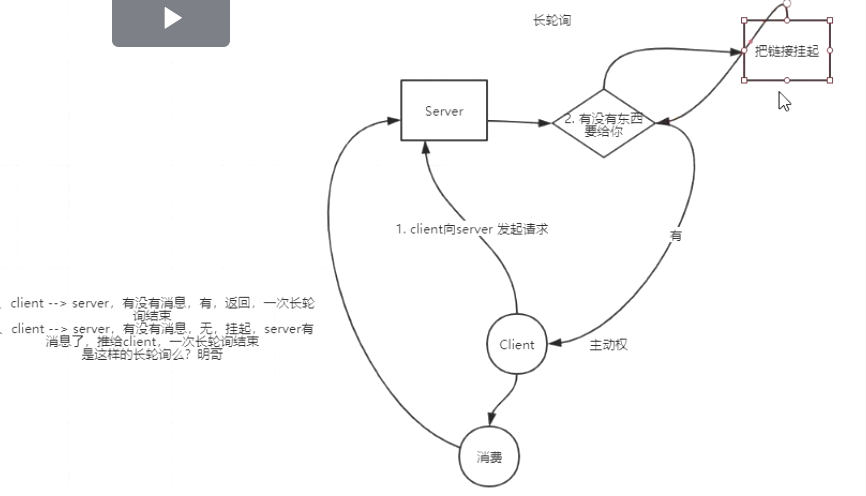 长轮词
把链接挂起
Server
2. 有没有东西
要给你
1. client向server 发起请求
有
、client --> server，有没有消息，有，返回，一次长轮
询结束
、client --> server，有没有消息，无，挂起，server有
消息了，推给client，一次长轮询结束
是这样的长轮询么？明哥
Client
主动权
消费